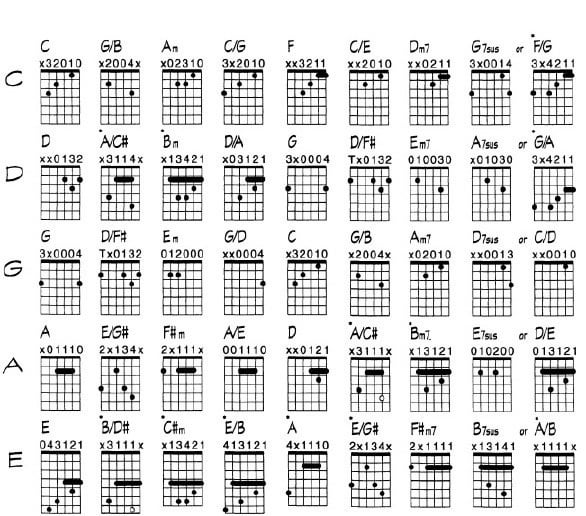 C G/B Am C/G F C/E Dm7 G7sus or *F/G
x32010 x2004x x02310 3x2010 xx3211 xx2010 xx0211 3x0014 3x4211
C
D *A/C# *Bm D/A G D/F# Em7 A7sus or *G/A
xx0132 x3114x x13421 x03121 3x0004 Tx0132 010030 x01030 3x4211
D
G D/F# Em G/D C G/B Am7 D7sus or C/D
3x0004 Tx0132 012000 xx0004 x32010 x2004x x02010 xx0013 xx0010
G
A E/G# F#m A/E D *A/C# *Bm7 E7sus or D/E
x01110 2x134x 2x111x 001110 xx0121 x3111x x13121 010200 013121
A
E *B/D# *C#m *E/B *A *E/G# F#m7 B7sus or *A/B
043121 x3111x x13421 413121 4x1110 2x134x 2x1111 x13141 x1111x
E